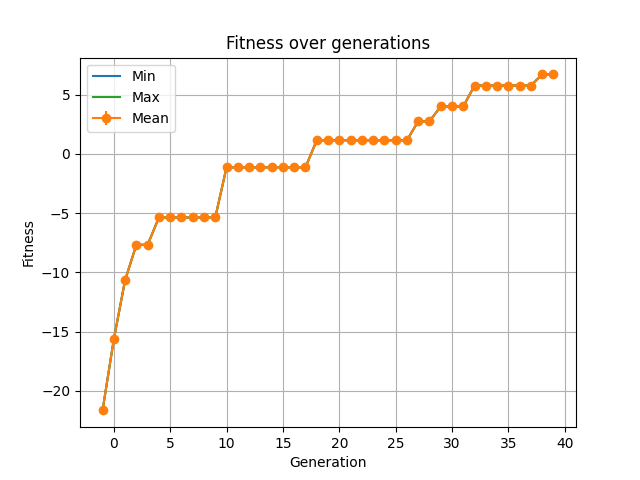 Fitness over generations
Min
Max
Mean
Fitness
5
0
−5
−10
−15
−20
0 5 10 15 20 25 30 35 40
Generation